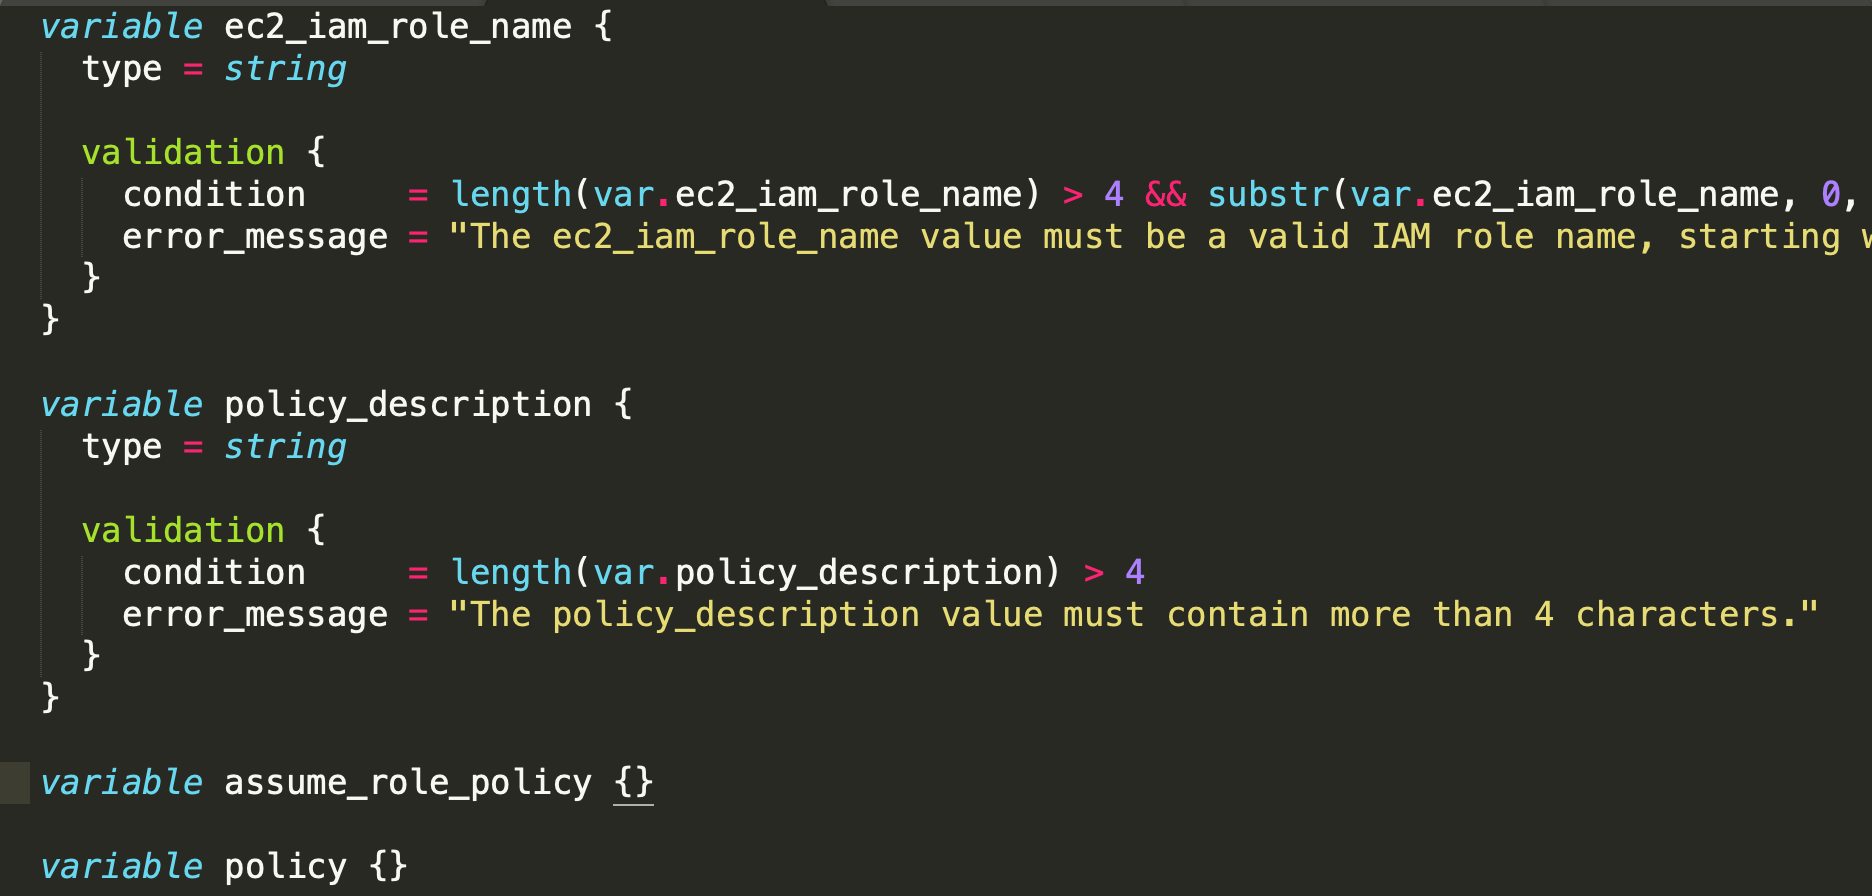 variable ec2_iam_role_name {
  type = string

  validation {
    condition     = length(var.ec2_iam_role_name) > 4 && substr(var.ec2_iam_role_name, 0,
    error_message = "The ec2_iam_role_name value must be a valid IAM role name, starting
  }
}

variable policy_description {
  type = string

  validation {
    condition     = length(var.policy_description) > 4
    error_message = "The policy_description value must contain more than 4 characters."
  }
}

variable assume_role_policy {}

variable policy {}